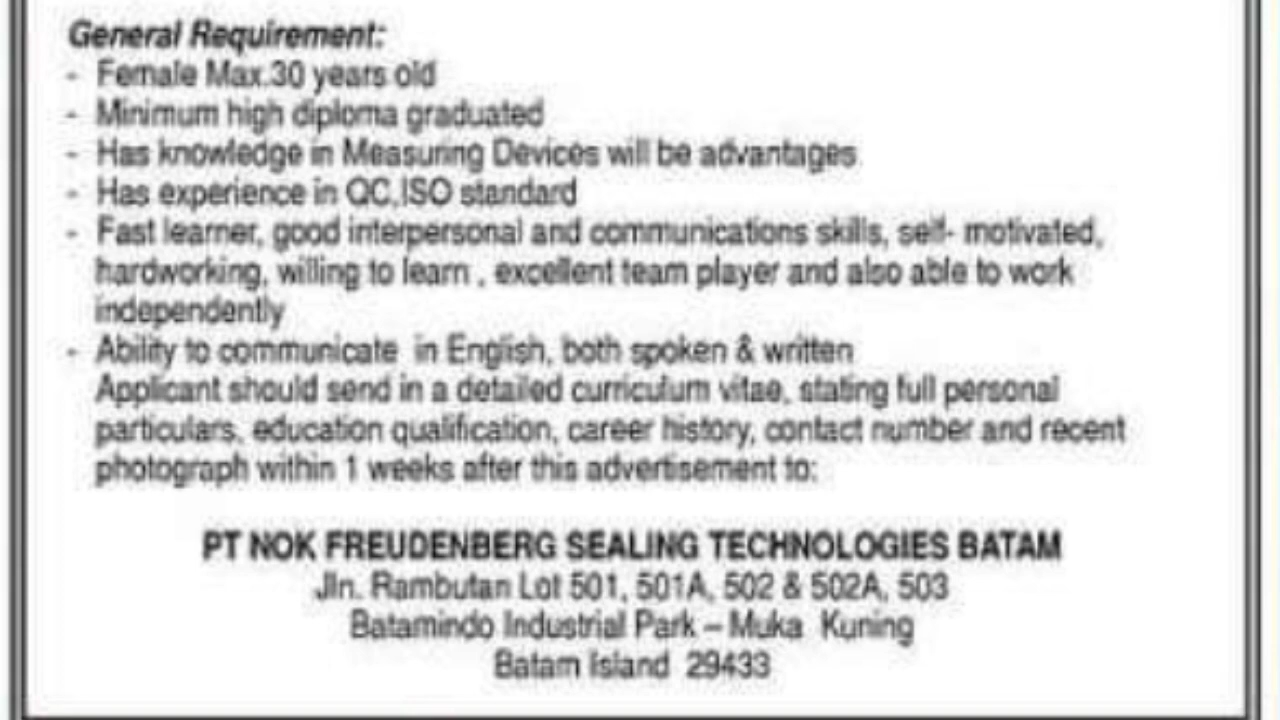 General Requirement:
- Female Max.30 years old
- Minimum high diploma graduated
- Has knowledge in Measuring Devices will be advantages
- Has experience in QC,ISO standard
- Fast learner, good interpersonal and communications skills, self- motivated,
hardworking, willing to learn , excellent team player and also able to work
independently
- Ability to communicate in English, both spoken & written
Applicant should send in a detailed curriculum vitae, stating full personal
particulars, education qualification, career history, contact number and recent
photograph within 1 weeks after this advertisement to:
PT NOK FREUDENBERG SEALING TECHNOLOGIES BATAM
Jln. Rambutan Lot 501, 501A, 502 & 502A, 503
Batamindo Industrial Park – Muka Kuning
Batam Island 29433